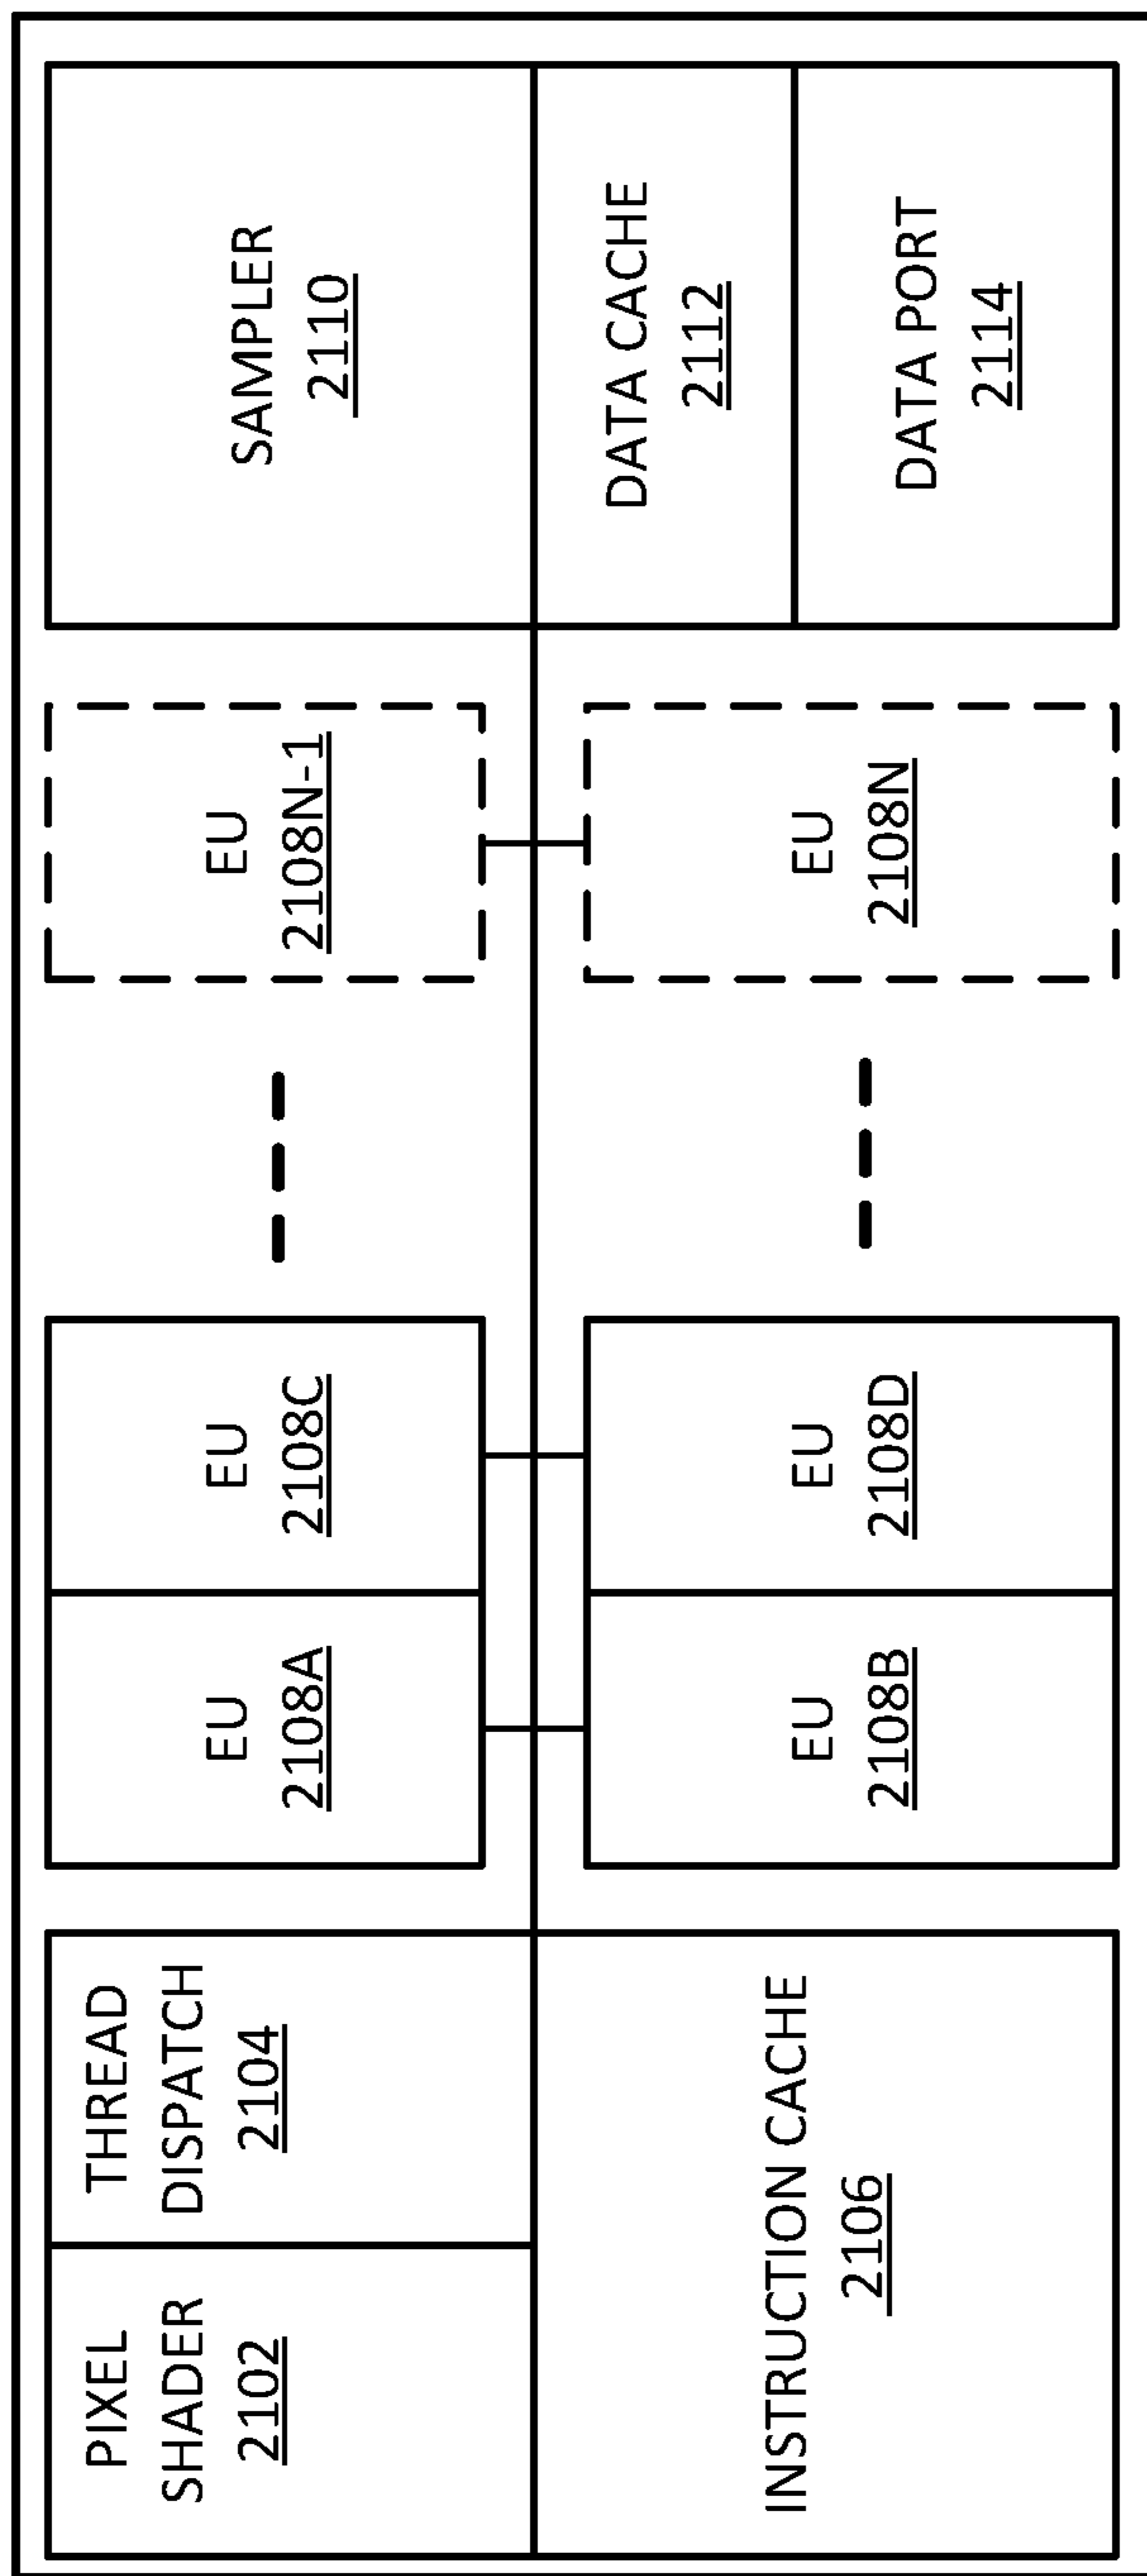 PIXEL
SHADER
2102
THREAD
DISPATCH
2104
INSTRUCTION CACHE
2106
EU
2108A
EU
2108C
EU
2108B
EU
2108D
EU
2108N-1
EU
2108N
SAMPLER
2110
DATA CACHE
2112
DATA PORT
2114